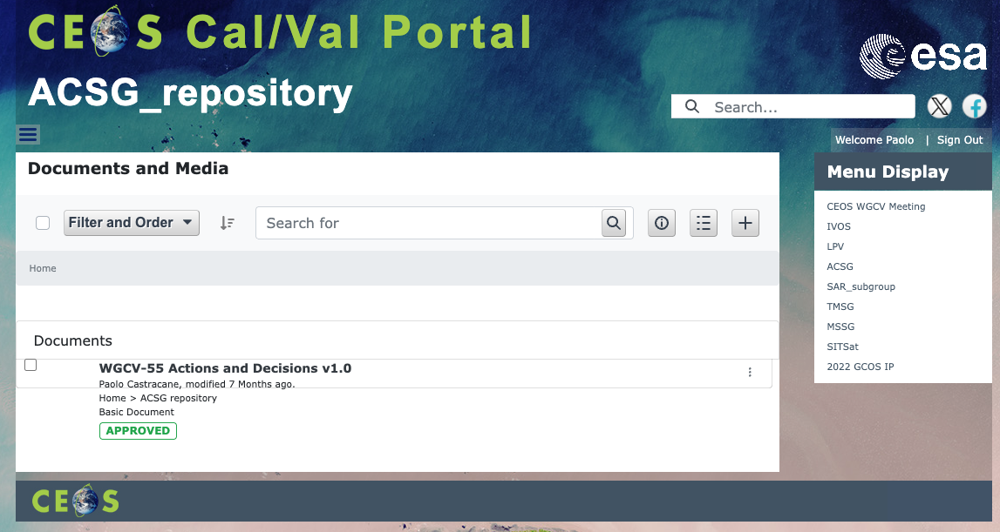 CEOS Cal/Val Portal
esa
ACSG_repository
Search...
X f
Welcome Paolo | Sign Out
Documents and Media
Menu Display
Filter and Order
Search for
Home
CEOS WGCV Meeting
IVOS
LPV
ACSG
SAR_subgroup
TMSG
MSSG
SITSat
2022 GCOS IP
Documents
WGCV-55 Actions and Decisions v1.0
Paolo Castracane, modified 7 Months ago.
Home > ACSG repository
Basic Document
APPROVED
CEOS